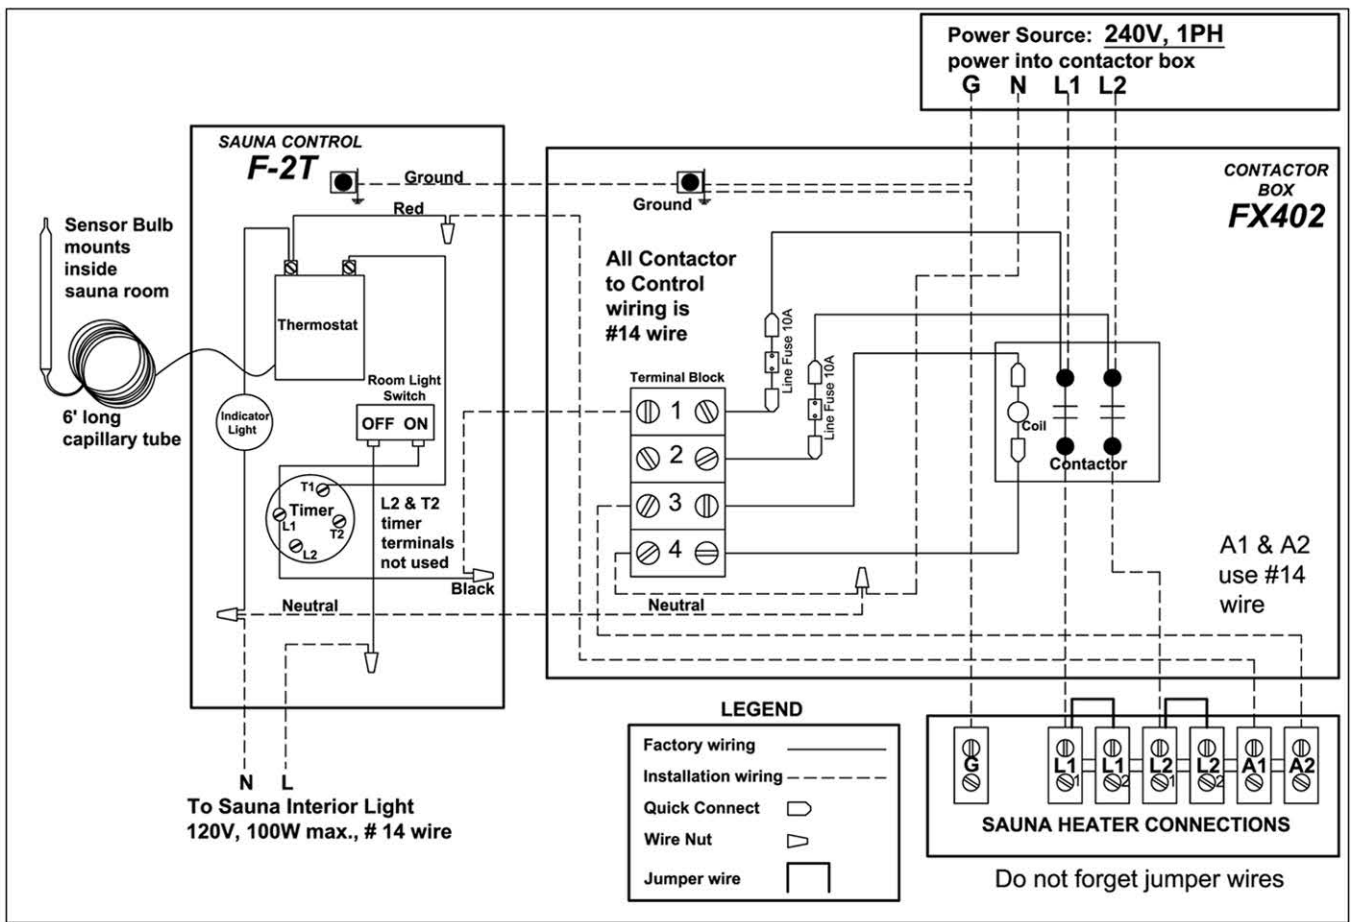 Power Source: 240V, 1PH
power into contactor box
G N L1 L2
SAUNA CONTROL
F-2T
Ground
Red
Sensor Bulb
mounts
inside
sauna room
6' long
capillary tube
Thermostat
Indicator
Light
Room Light
Switch
OFF ON
T1
Timer
L1
T2
L2
L2 & T2
timer
terminals
not used
Black
Neutral
N L
To Sauna Interior Light
120V, 100W max., # 14 wire
CONTACTOR
BOX
FX402
Ground
All Contactor
to Control
wiring is
#14 wire
Line Fuse 10A
Line Fuse 10A
Terminal Block
1
2
3
4
Coil
Contactor
Neutral
A1 & A2
use #14
wire
LEGEND
Factory wiring
Installation wiring
Quick Connect
Wire Nut
Jumper wire
G L1 1 L1 2 L2 1 L2 2 A1 A2
SAUNA HEATER CONNECTIONS
Do not forget jumper wires